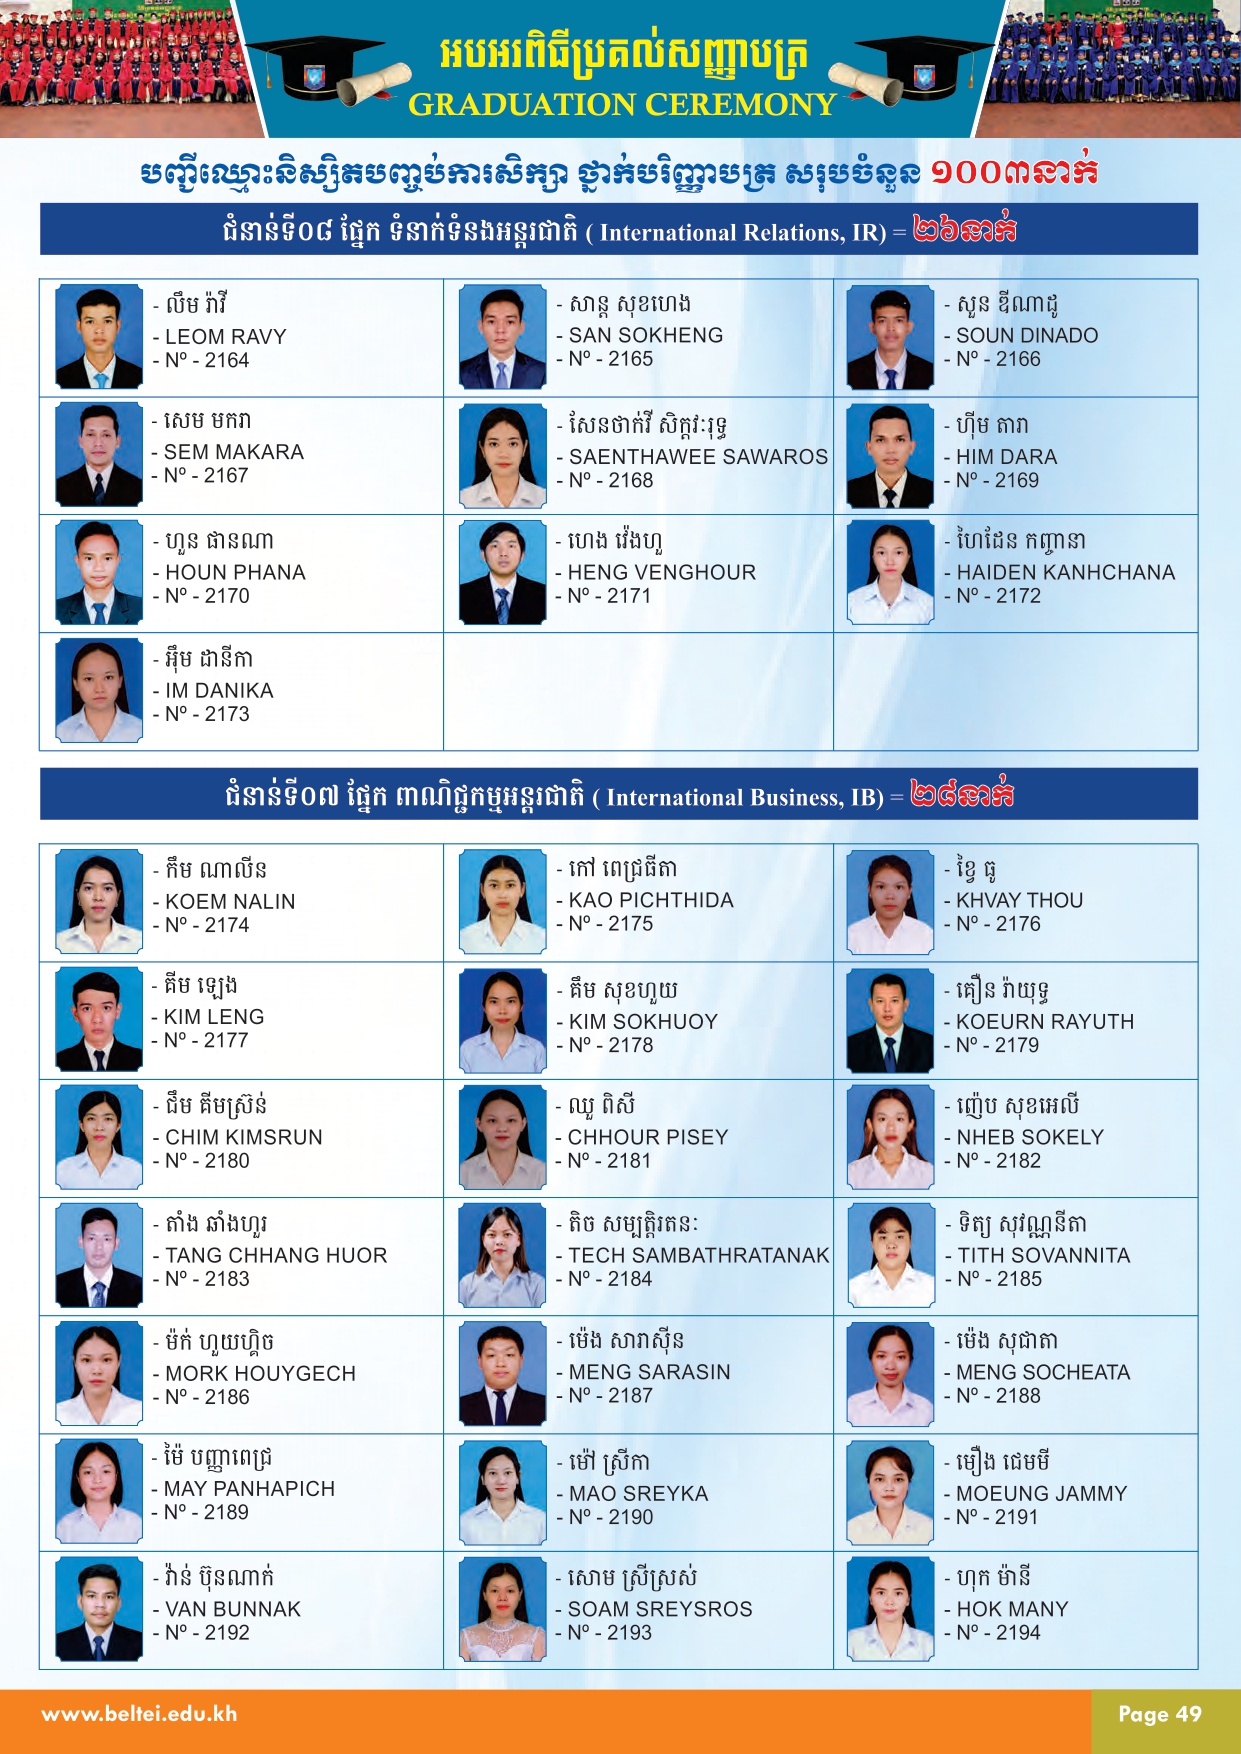 អបអរពិធីប្រគល់សញ្ញាបត្រ
GRADUATION CEREMONY
បញ្ជីឈ្មោះនិស្សិតបញ្ចប់ការសិក្សា ថ្នាក់បរិញ្ញាបត្រ សរុបចំនួន ១០០៣នាក់
ជំនាន់ទី០៨ ផ្នែក ទំនាក់ទំនងអន្តរជាតិ ( International Relations, IR) = ២៦នាក់
- លឹម រ៉ាវី
- LEOM RAVY
- Nº - 2164
- សាន្ត សុខហេង
- SAN SOKHENG
- Nº - 2165
- សួន ឌីណាដូ
- SOUN DINADO
- Nº - 2166
- សេម មករា
- SEM MAKARA
- Nº - 2167
- សែនថាក់វី សិក្តវៈរុទ្ធ
- SAENTHAWEE SAWAROS
- Nº - 2168
- ហ៊ីម តារា
- HIM DARA
- Nº - 2169
- ហួន ផានណា
- HOUN PHANA
- Nº - 2170
- ហេង វ៉េងហួ
- HENG VENGHOUR
- Nº - 2171
- ហៃដែន កញ្ចានា
- HAIDEN KANHCHANA
- Nº - 2172
- អ៊ឹម ដានីកា
- IM DANIKA
- Nº - 2173
ជំនាន់ទី០៧ ផ្នែក ពាណិជ្ជកម្មអន្តរជាតិ ( International Business, IB) = ២៨នាក់
- កឹម ណាលីន
- KOEM NALIN
- Nº - 2174
- កៅ ពេជ្រធីតា
- KAO PICHTHIDA
- Nº - 2175
- ខ្វៃ ធូ
- KHVAY THOU
- Nº - 2176
- គីម ឡេង
- KIM LENG
- Nº - 2177
- គឹម សុខហួយ
- KIM SOKHUOY
- Nº - 2178
- គឿន រ៉ាយុទ្ធ
- KOEURN RAYUTH
- Nº - 2179
- ជឹម គីមស្រ៊ន់
- CHIM KIMSRUN
- Nº - 2180
- ឈួ ពិសី
- CHHOUR PISEY
- Nº - 2181
- ញ៉េប សុខអេលី
- NHEB SOKELY
- Nº - 2182
- តាំង ឆាំងហួរ
- TANG CHHANG HUOR
- Nº - 2183
- តិច សម្បត្តិរតនៈ
- TECH SAMBATHRATANAK
- Nº - 2184
- ទិត្យ សុវណ្ណនីតា
- TITH SOVANNITA
- Nº - 2185
- ម៉ក់ ហួយហ្គិច
- MORK HOUYGECH
- Nº - 2186
- ម៉េង សារាស៊ីន
- MENG SARASIN
- Nº - 2187
- ម៉េង សុជាតា
- MENG SOCHEATA
- Nº - 2188
- ម៉ៃ បញ្ញាពេជ្រ
- MAY PANHAPICH
- Nº - 2189
- ម៉ៅ ស្រីកា
- MAO SREYKA
- Nº - 2190
- មឿង ជេមមី
- MOEUNG JAMMY
- Nº - 2191
- វ៉ាន់ ប៊ុនណាក់
- VAN BUNNAK
- Nº - 2192
- សោម ស្រីស្រស់
- SOAM SREYSROS
- Nº - 2193
- ហុក ម៉ានី
- HOK MANY
- Nº - 2194
www.beltei.edu.kh
Page 49